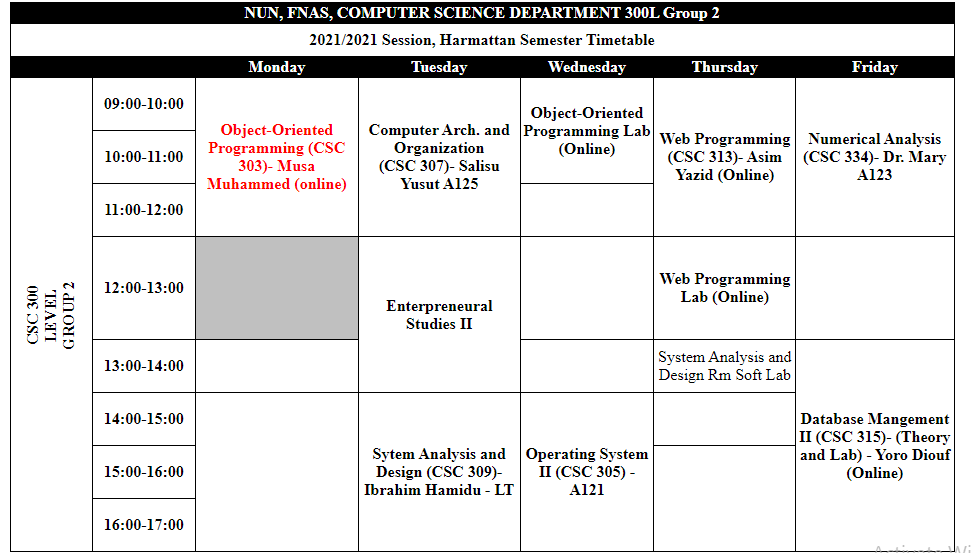 NUN, FNAS, COMPUTER SCIENCE DEPARTMENT 300L Group 2
2021/2021 Session, Harmattan Semester Timetable
Monday
Tuesday
Wednesday
Thursday
Friday
CSC 300
LEVEL
GROUP 2
09:00-10:00
10:00-11:00
11:00-12:00
Object-Oriented
Programming (CSC
303)- Musa
Muhammed (online)
Computer Arch. and
Organization
(CSC 307)- Salisu
Yusut A125
Object-Oriented
Programming Lab
(Online)
Web Programming
(CSC 313)- Asim
Yazid (Online)
Numerical Analysis
(CSC 334)- Dr. Mary
A123
12:00-13:00
Enterpreneural
Studies II
Web Programming
Lab (Online)
13:00-14:00
System Analysis and
Design Rm Soft Lab
14:00-15:00
15:00-16:00
16:00-17:00
Sytem Analysis and
Design (CSC 309)-
Ibrahim Hamidu - LT
Operating System
II (CSC 305) -
A121
Database Mangement
II (CSC 315)- (Theory
and Lab) - Yoro Diouf
(Online)